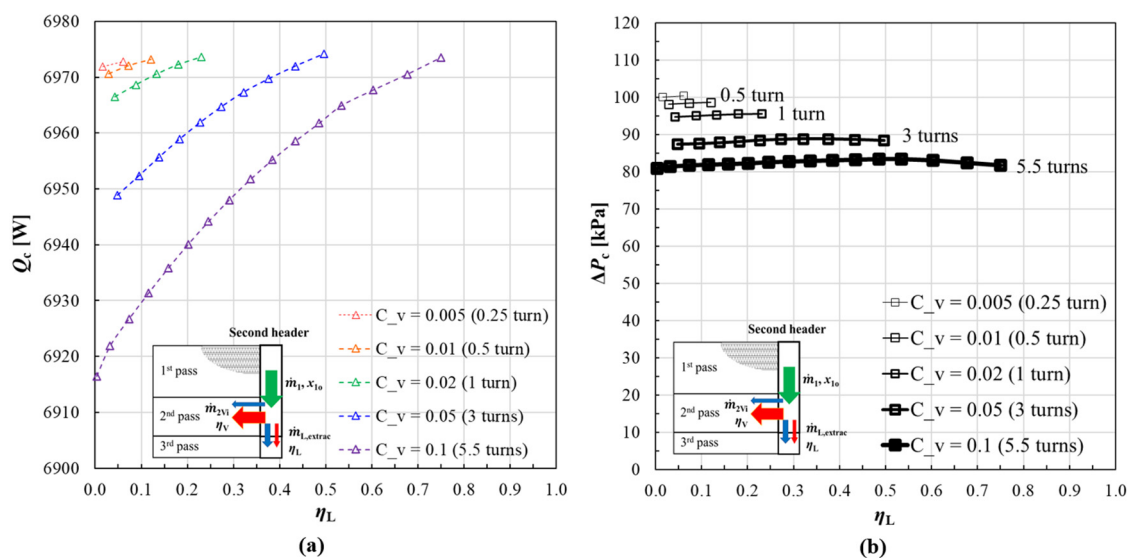 6980
6970
6960
6950
6940
6930
6920
6910
6900
Q_c [W]
0.0 0.1 0.2 0.3 0.4 0.5 0.6 0.7 0.8 0.9 1.0
η_L
C_v = 0.005 (0.25 turn)
C_v = 0.01 (0.5 turn)
C_v = 0.02 (1 turn)
C_v = 0.05 (3 turns)
C_v = 0.1 (5.5 turns)
Second header
1st pass
ṁ1, x1o
2nd pass
ṁ2Vi
ηV
3rd pass
ṁL,extrac
ηL
(a)
120
110
100
90
80
70
60
50
40
30
20
10
0
ΔP_c [kPa]
0.0 0.1 0.2 0.3 0.4 0.5 0.6 0.7 0.8 0.9 1.0
η_L
0.5 turn
1 turn
3 turns
5.5 turns
C_v = 0.005 (0.25 turn)
C_v = 0.01 (0.5 turn)
C_v = 0.02 (1 turn)
C_v = 0.05 (3 turns)
C_v = 0.1 (5.5 turns)
Second header
1st pass
ṁ1, x1o
2nd pass
ṁ2Vi
ηV
3rd pass
ṁL,extrac
ηL
(b)